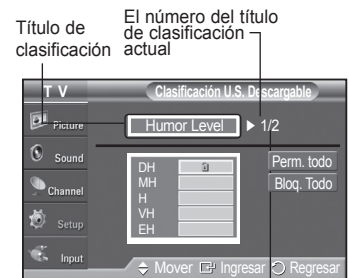 Título de
clasificación
El número del título
de clasificación
actual
T V
Clasificación U.S. Descargable
Picture
Humor Level ▶ 1/2
Sound
Channel
Setup
Input
DH
MH
H
VH
EH
Perm. todo
Bloq. Todo
Mover Ingresar Regresar